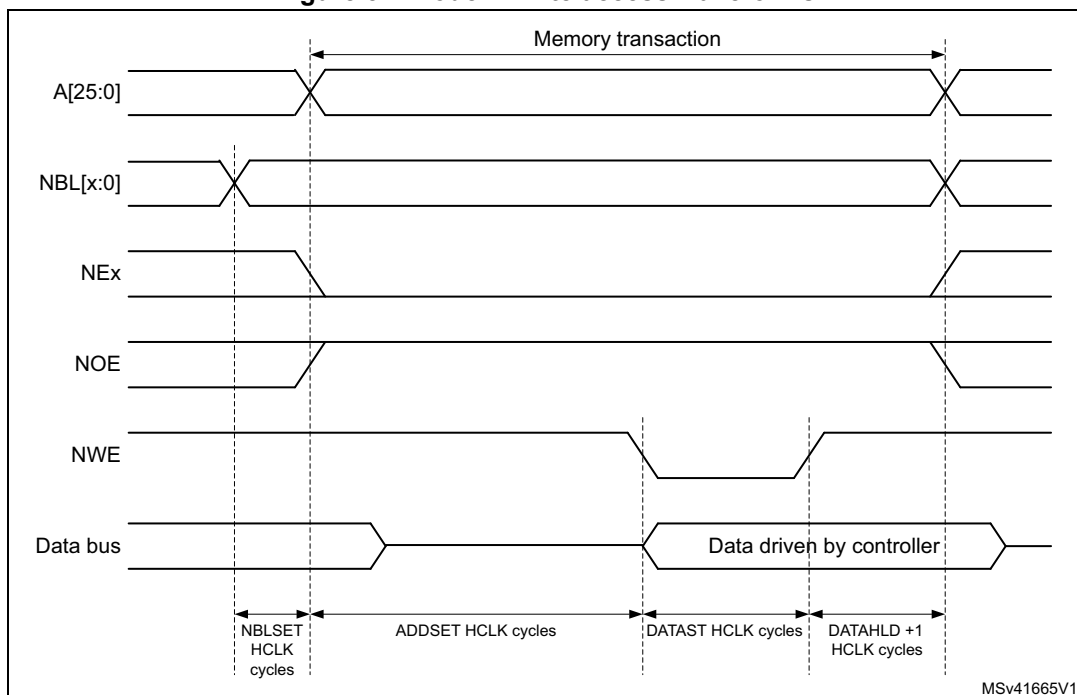 Memory transaction
A[25:0]
NBL[x:0]
NEx
NOE
NWE
Data bus
Data driven by controller
NBLSET
HCLK
cycles
ADDSET HCLK cycles
DATAST HCLK cycles
DATAHLD +1
HCLK cycles
MSv41665V1